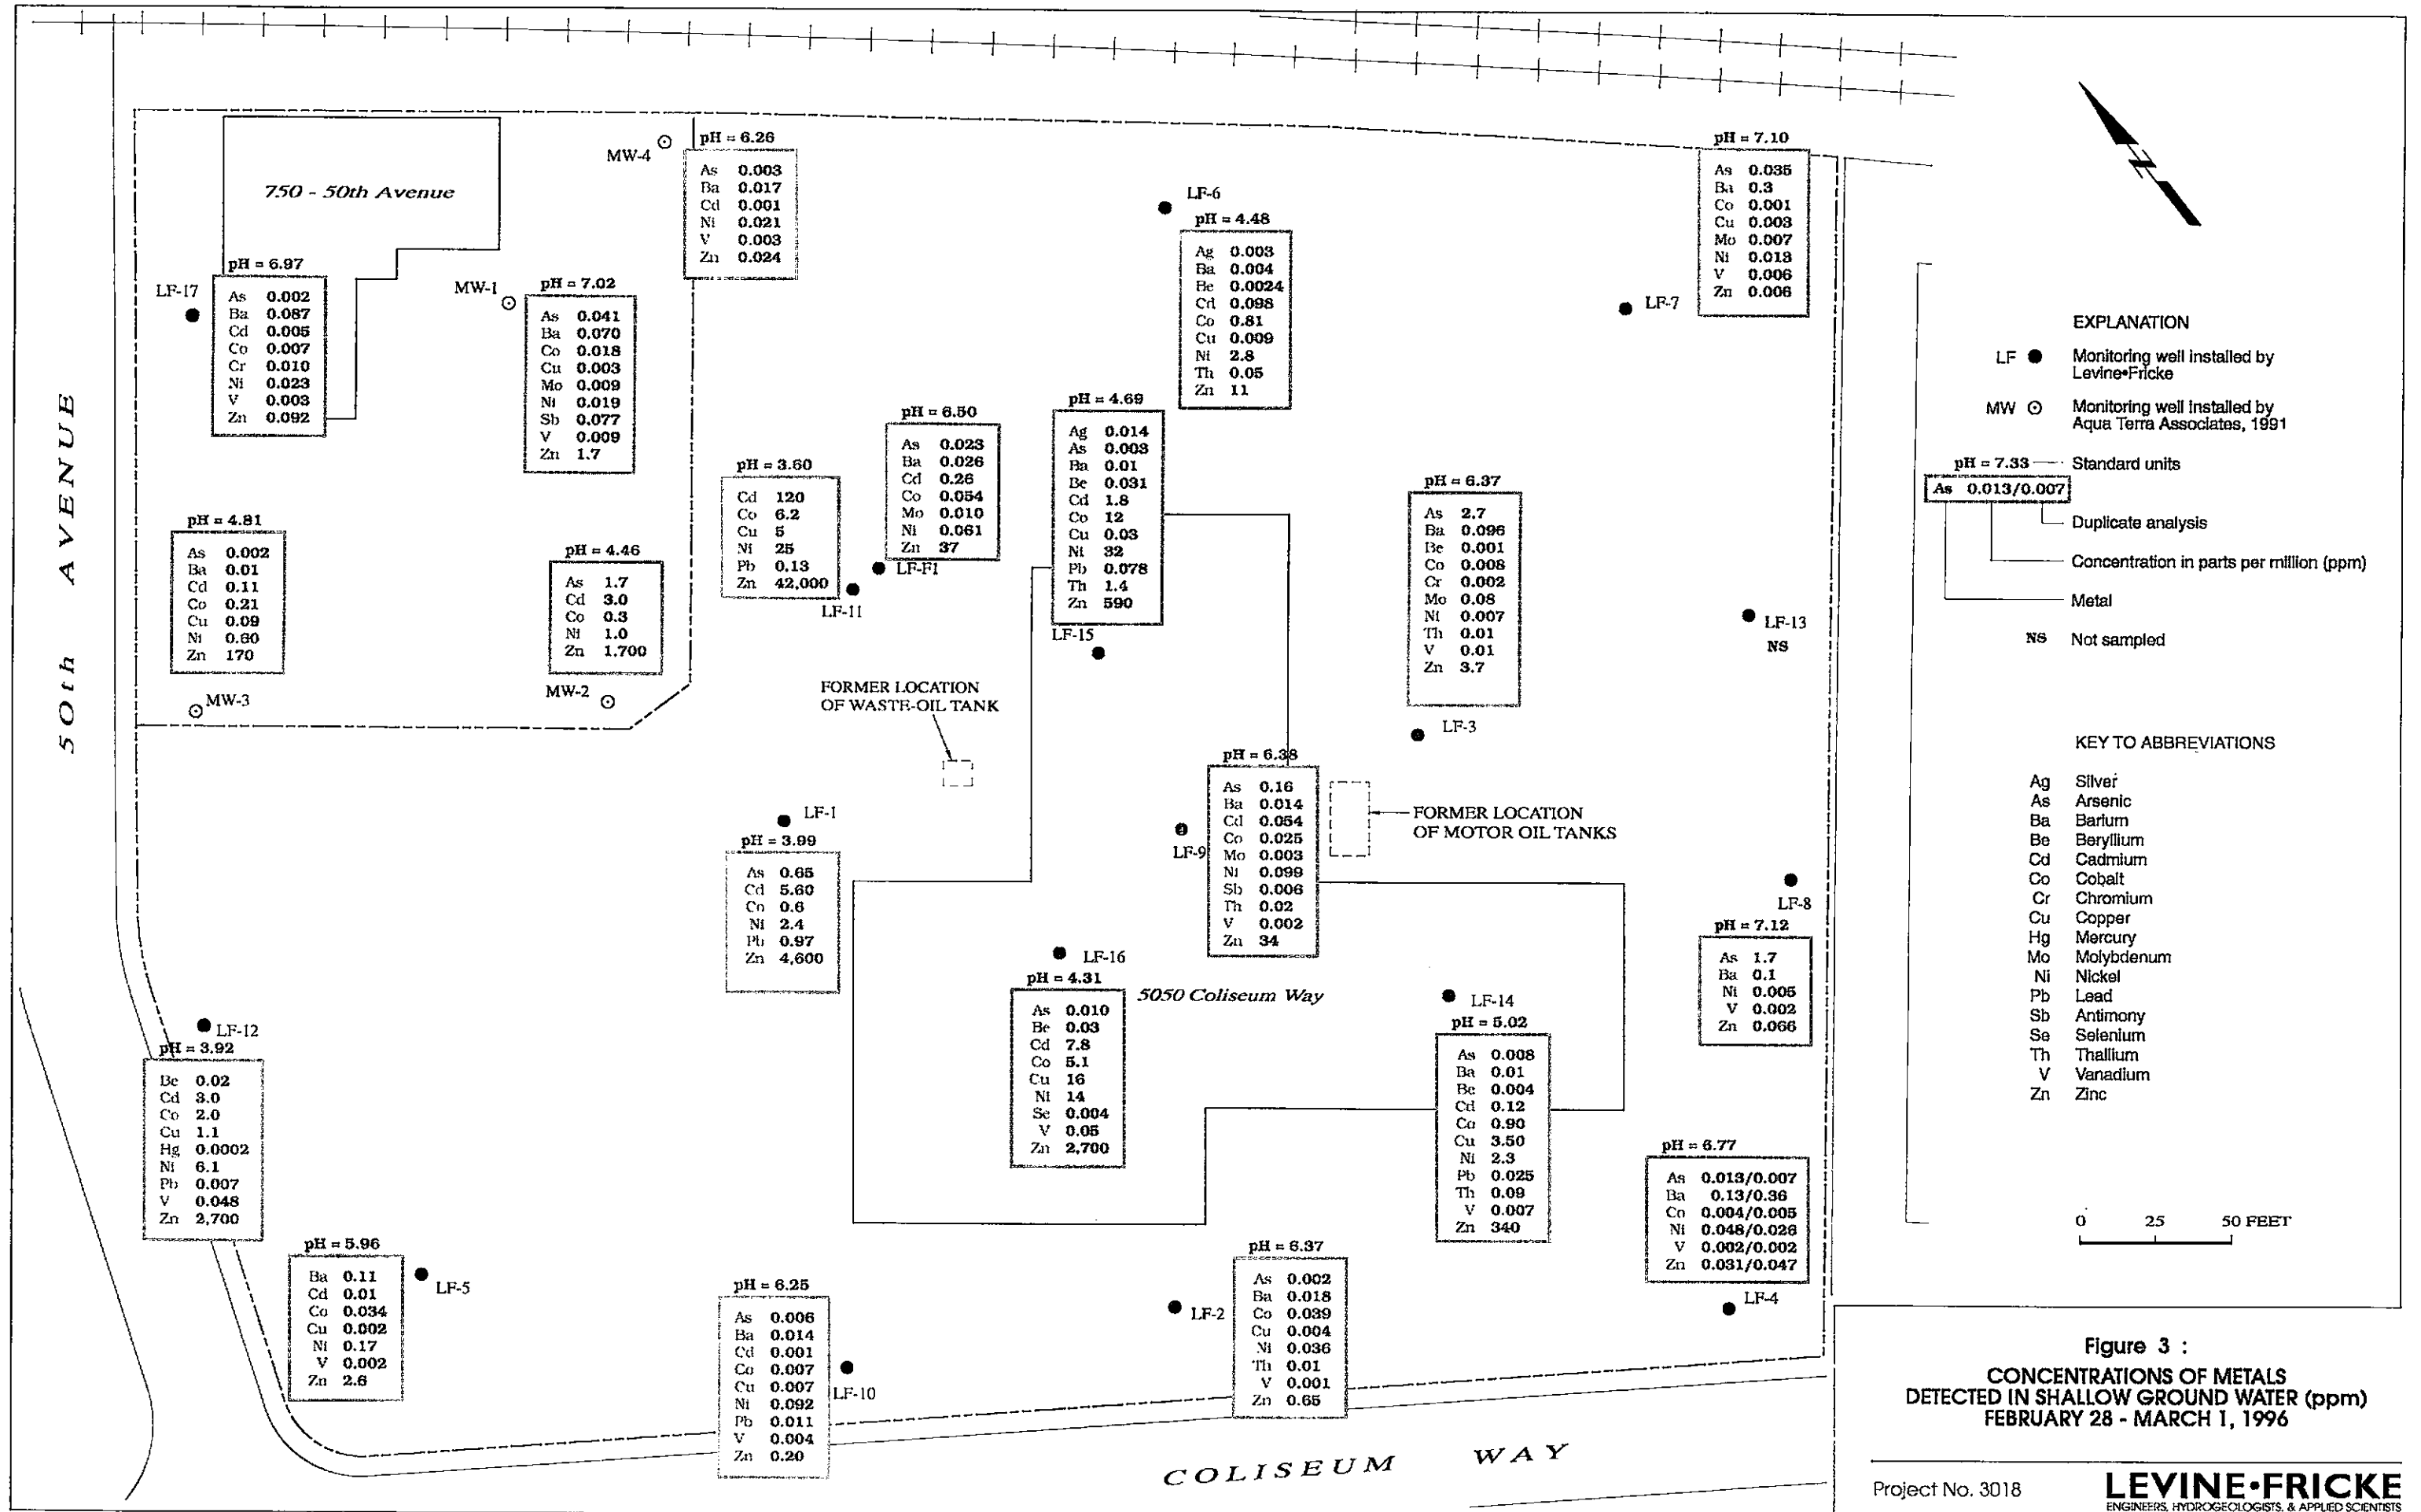 750 - 50th Avenue
MW-4
pH = 6.26
As 0.003
Ba 0.017
Cd 0.001
Ni 0.021
V 0.003
Zn 0.024
LF-17
pH = 6.97
As 0.002
Ba 0.087
Cd 0.005
Co 0.007
Cr 0.010
Ni 0.023
V 0.003
Zn 0.092
MW-1
pH = 7.02
As 0.041
Ba 0.070
Co 0.018
Cu 0.003
Mo 0.009
Ni 0.019
Sb 0.077
V 0.009
Zn 1.7
LF-6
pH = 4.48
Ag 0.003
Ba 0.004
Be 0.0024
Cd 0.098
Co 0.81
Cu 0.009
Ni 2.8
Th 0.05
Zn 11
pH = 7.10
As 0.035
Ba 0.3
Co 0.001
Cu 0.003
Mo 0.007
Ni 0.013
V 0.006
Zn 0.006
LF-7
50th AVENUE
pH = 4.81
As 0.002
Ba 0.01
Cd 0.11
Co 0.21
Cu 0.09
Ni 0.60
Zn 170
MW-3
pH = 4.46
As 1.7
Cd 3.0
Co 0.3
Ni 1.0
Zn 1,700
MW-2
pH = 3.60
Cd 120
Co 6.2
Cu 5
Ni 25
Pb 0.13
Zn 42,000
LF-11
pH = 6.50
As 0.023
Ba 0.026
Cd 0.26
Co 0.054
Mo 0.010
Ni 0.061
Zn 37
LF-F1
pH = 4.69
Ag 0.014
As 0.003
Ba 0.01
Be 0.031
Cd 1.8
Co 12
Cu 0.03
Ni 32
Pb 0.078
Th 1.4
Zn 590
LF-15
pH = 6.37
As 2.7
Ba 0.096
Be 0.001
Co 0.008
Cr 0.002
Mo 0.08
Ni 0.007
Th 0.01
V 0.01
Zn 3.7
LF-3
LF-13
NS
FORMER LOCATION
OF WASTE-OIL TANK
LF-1
pH = 3.99
As 0.65
Cd 5.60
Co 0.6
Ni 2.4
Pb 0.97
Zn 4,600
LF-9
pH = 6.38
As 0.16
Ba 0.014
Cd 0.054
Co 0.025
Mo 0.003
Ni 0.099
Sb 0.006
Th 0.02
V 0.002
Zn 34
FORMER LOCATION
OF MOTOR OIL TANKS
LF-8
pH = 7.12
As 1.7
Ba 0.1
Ni 0.005
V 0.002
Zn 0.066
LF-16
pH = 4.31
As 0.010
Be 0.03
Cd 7.8
Co 5.1
Cu 16
Ni 14
Se 0.004
V 0.05
Zn 2,700
5050 Coliseum Way
LF-14
pH = 5.02
As 0.008
Ba 0.01
Be 0.004
Cd 0.12
Co 0.90
Cu 3.50
Ni 2.3
Pb 0.025
Th 0.09
V 0.007
Zn 340
LF-12
pH = 3.92
Be 0.02
Cd 3.0
Co 2.0
Cu 1.1
Hg 0.0002
Ni 6.1
Pb 0.007
V 0.048
Zn 2,700
pH = 5.96
Ba 0.11
Cd 0.01
Co 0.034
Cu 0.002
Ni 0.17
V 0.002
Zn 2.6
LF-5
pH = 6.25
As 0.006
Ba 0.014
Cd 0.001
Co 0.007
Cu 0.007
Ni 0.092
Pb 0.011
V 0.004
Zn 0.20
LF-10
LF-2
pH = 6.37
As 0.002
Ba 0.018
Co 0.039
Cu 0.004
Ni 0.036
Th 0.01
V 0.001
Zn 0.65
pH = 6.77
As 0.013/0.007
Ba 0.13/0.36
Co 0.004/0.005
Ni 0.048/0.026
V 0.002/0.002
Zn 0.031/0.047
LF-4
COLISEUM WAY
EXPLANATION
LF Monitoring well installed by
Levine•Fricke
MW Monitoring well installed by
Aqua Terra Associates, 1991
pH = 7.33 Standard units
As 0.013/0.007
Duplicate analysis
Concentration in parts per million (ppm)
Metal
NS Not sampled
KEY TO ABBREVIATIONS
Ag Silver
As Arsenic
Ba Barium
Be Beryllium
Cd Cadmium
Co Cobalt
Cr Chromium
Cu Copper
Hg Mercury
Mo Molybdenum
Ni Nickel
Pb Lead
Sb Antimony
Se Selenium
Th Thallium
V Vanadium
Zn Zinc
0 25 50 FEET
Figure 3 :
CONCENTRATIONS OF METALS
DETECTED IN SHALLOW GROUND WATER (ppm)
FEBRUARY 28 - MARCH 1, 1996
Project No. 3018
LEVINE•FRICKE
ENGINEERS, HYDROGEOLOGISTS, & APPLIED SCIENTISTS